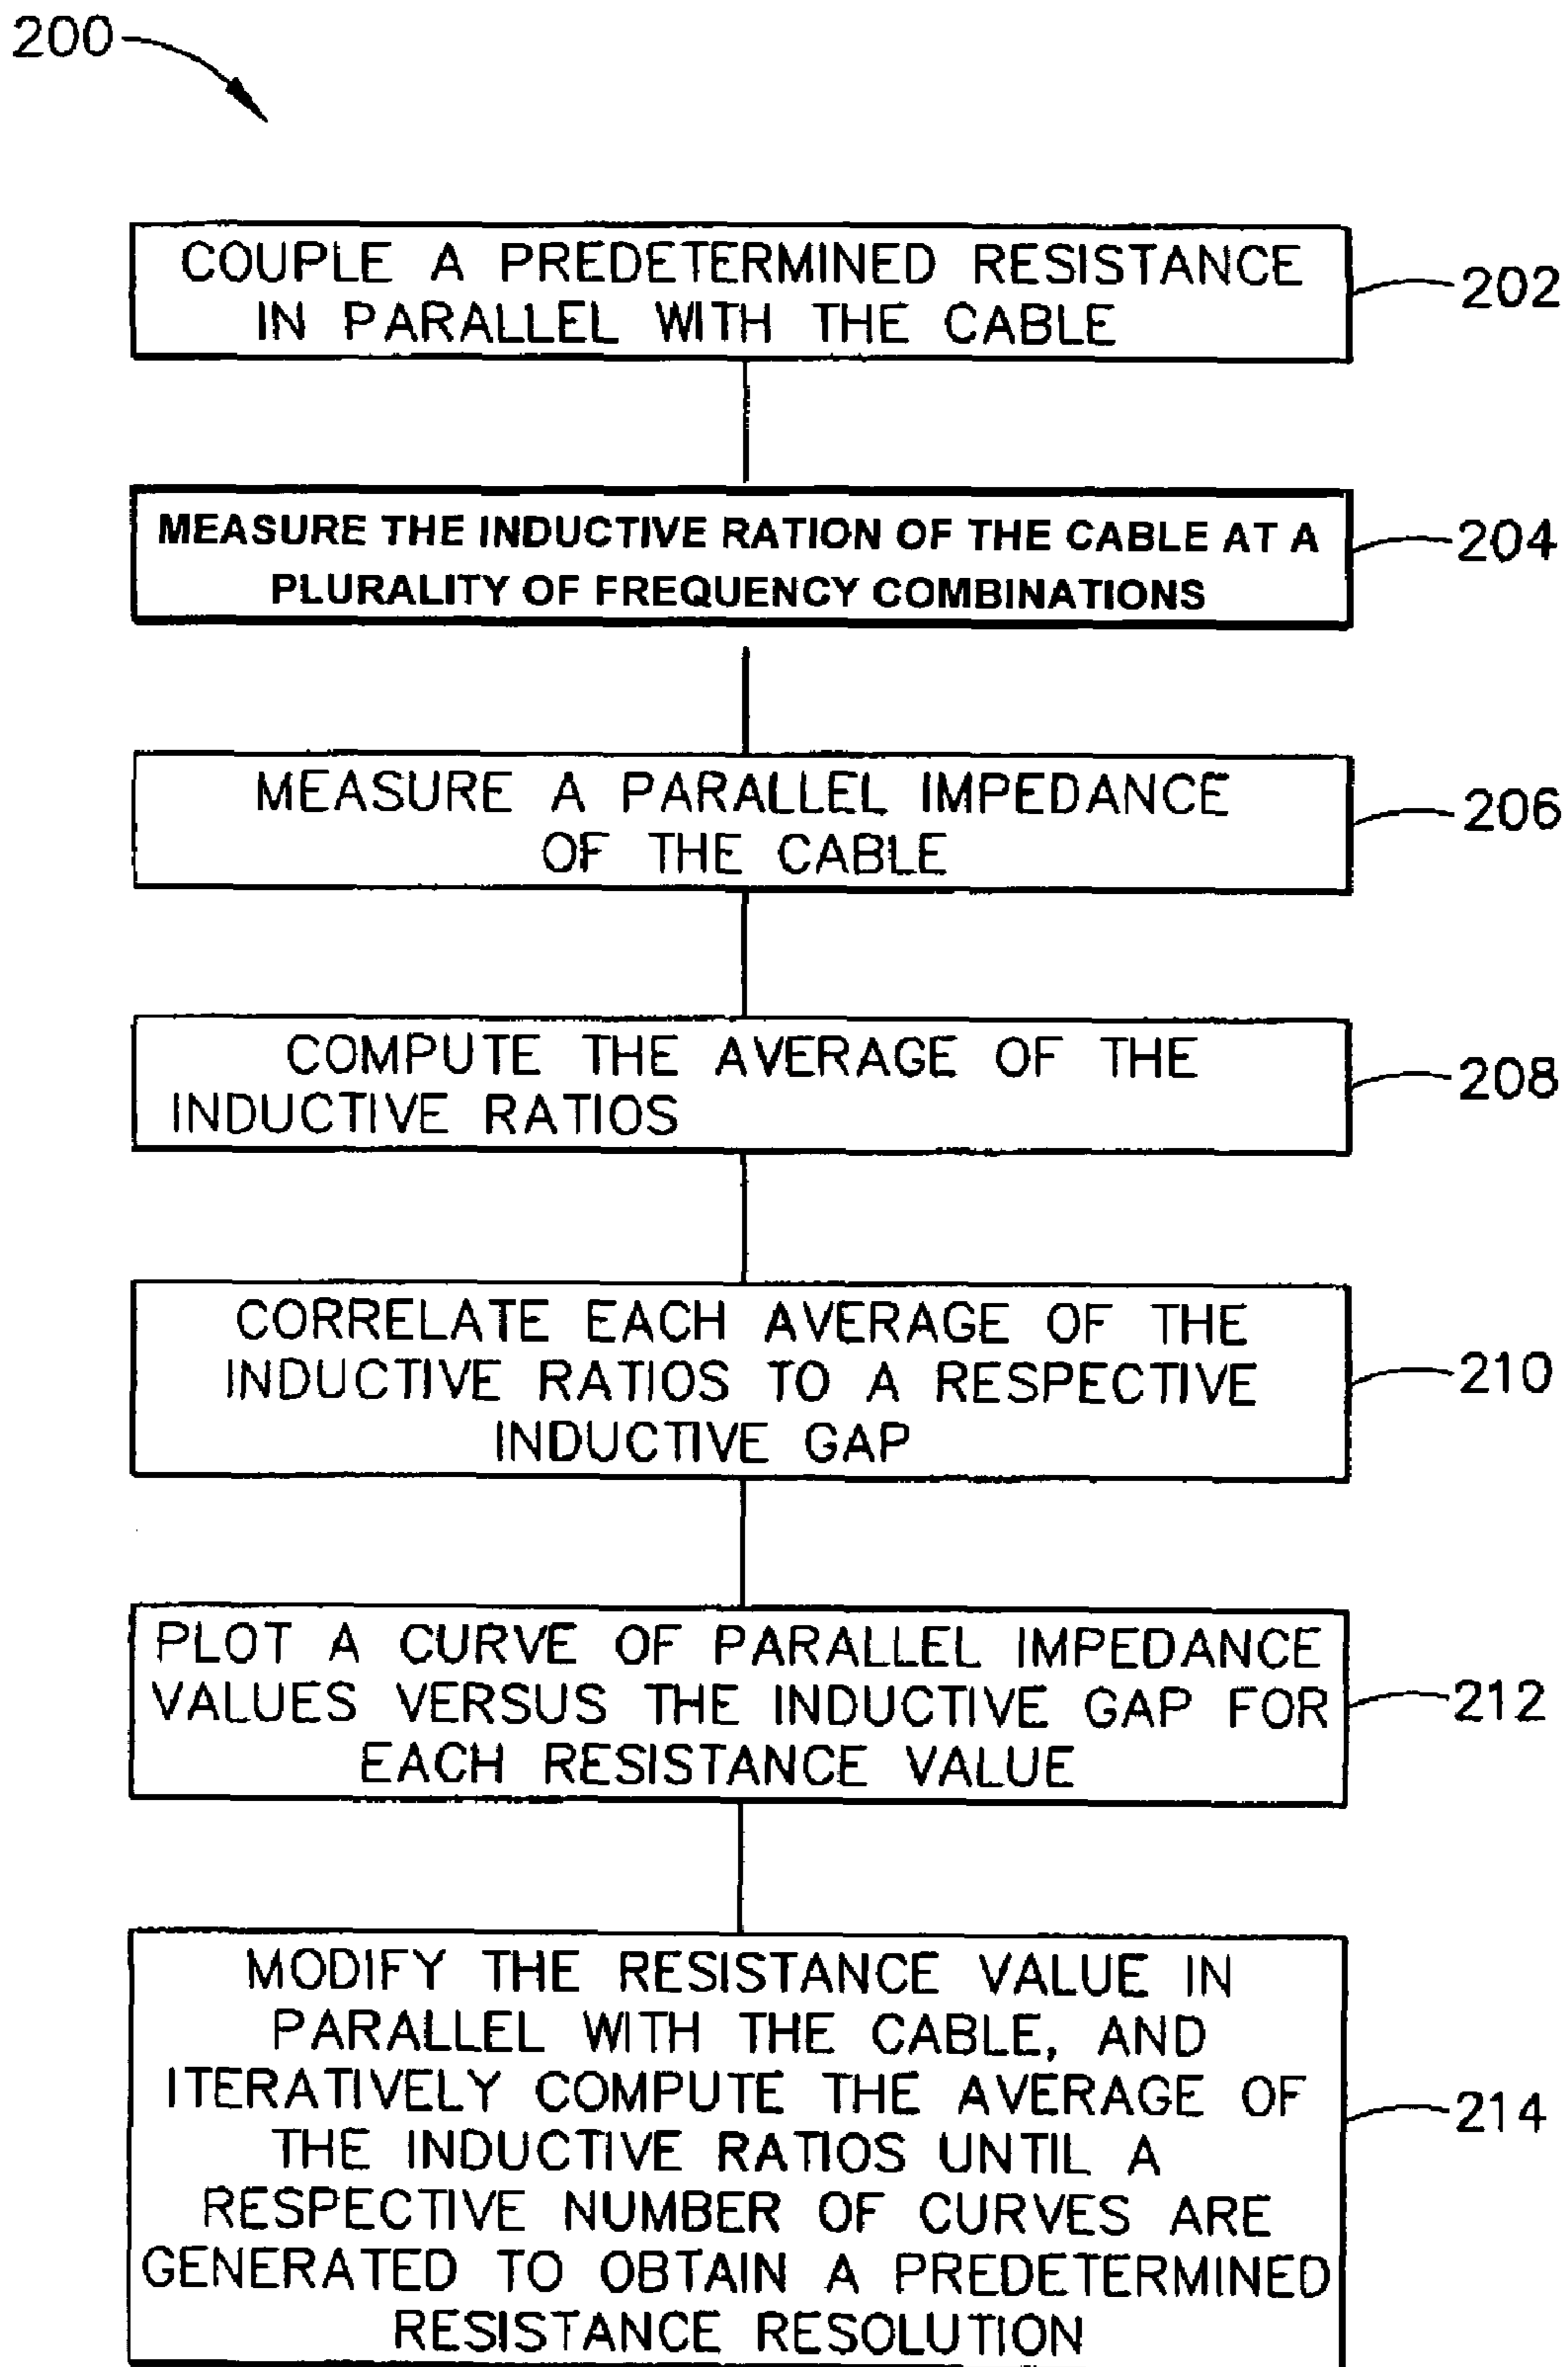 200
COUPLE A PREDETERMINED RESISTANCE
IN PARALLEL WITH THE CABLE
202
MEASURE THE INDUCTIVE RATION OF THE CABLE AT A
PLURALITY OF FREQUENCY COMBINATIONS
204
MEASURE A PARALLEL IMPEDANCE
OF THE CABLE
206
COMPUTE THE AVERAGE OF THE
INDUCTIVE RATIOS
208
CORRELATE EACH AVERAGE OF THE
INDUCTIVE RATIOS TO A RESPECTIVE
INDUCTIVE GAP
210
PLOT A CURVE OF PARALLEL IMPEDANCE
VALUES VERSUS THE INDUCTIVE GAP FOR
EACH RESISTANCE VALUE
212
MODIFY THE RESISTANCE VALUE IN
PARALLEL WITH THE CABLE, AND
ITERATIVELY COMPUTE THE AVERAGE OF
THE INDUCTIVE RATIOS UNTIL A
RESPECTIVE NUMBER OF CURVES ARE
GENERATED TO OBTAIN A PREDETERMINED
RESISTANCE RESOLUTION
214